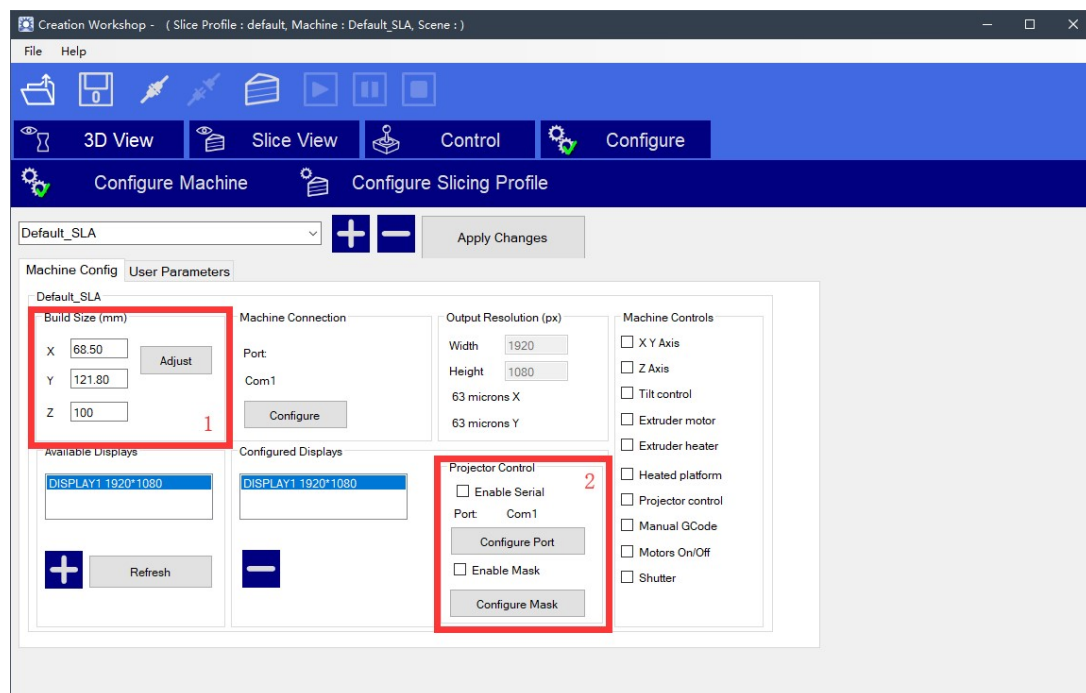 Creation Workshop -  ( Slice Profile : default, Machine : Default_SLA, Scene : )
File Help
0
3D View Slice View Control Configure
Configure Machine Configure Slicing Profile
Default_SLA Apply Changes
Machine Config User Parameters
Default_SLA
Build Size (mm)
X 68.50
Adjust
Y 121.80
Z 100
1
Machine Connection
Port:
Com1
Configure
Output Resolution (px)
Width 1920
Height 1080
63 microns X
63 microns Y
Machine Controls
X Y Axis
Z Axis
Tilt control
Extruder motor
Extruder heater
Heated platform
Projector control
Manual GCode
Motors On/Off
Shutter
Available Displays
DISPLAY1 1920*1080
Refresh
Configured Displays
DISPLAY1 1920*1080
Projector Control
2
Enable Serial
Port: Com1
Configure Port
Enable Mask
Configure Mask